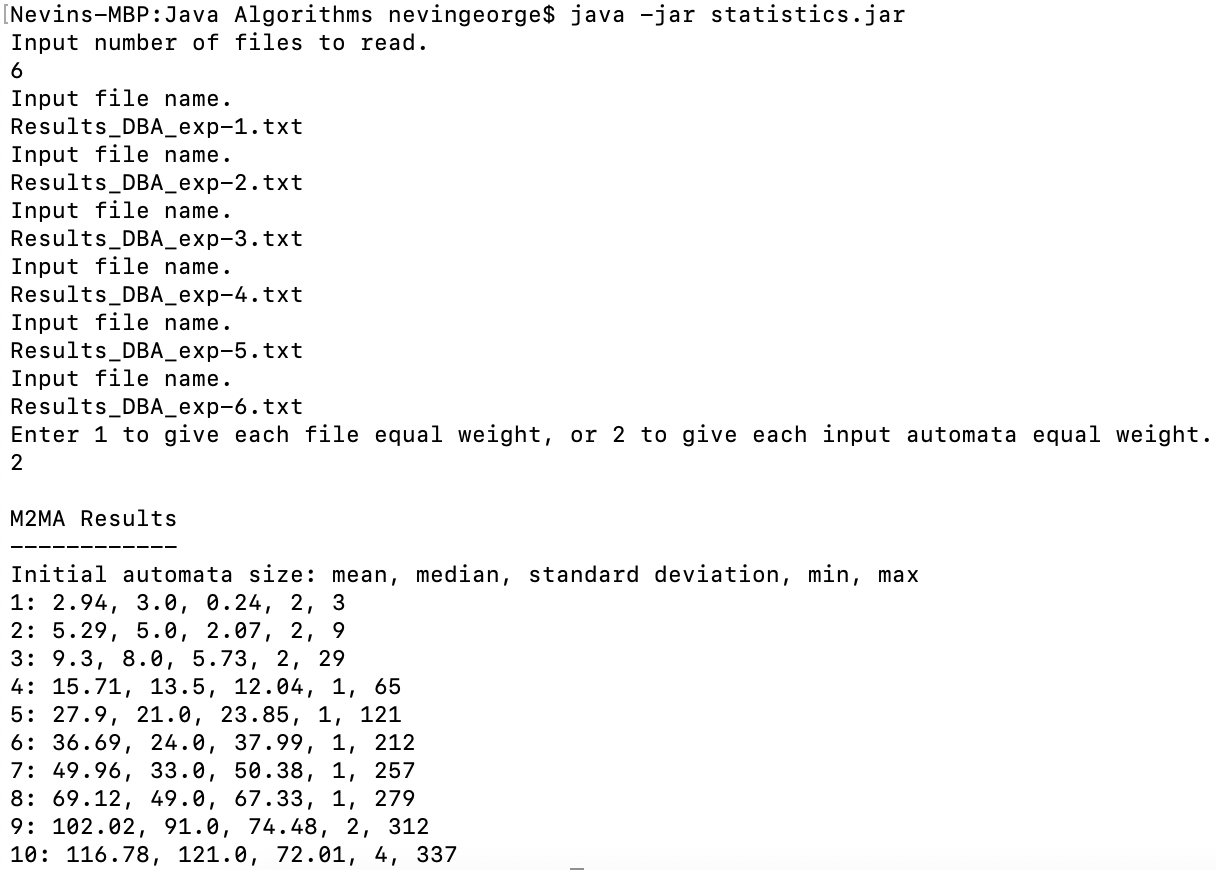 [Nevins-MBP:Java Algorithms nevingeorge$ java -jar statistics.jar
Input number of files to read.
6
Input file name.
Results_DBA_exp-1.txt
Input file name.
Results_DBA_exp-2.txt
Input file name.
Results_DBA_exp-3.txt
Input file name.
Results_DBA_exp-4.txt
Input file name.
Results_DBA_exp-5.txt
Input file name.
Results_DBA_exp-6.txt
Enter 1 to give each file equal weight, or 2 to give each input automata equal weight.
2
M2MA Results
------------
Initial automata size: mean, median, standard deviation, min, max
1: 2.94, 3.0, 0.24, 2, 3
2: 5.29, 5.0, 2.07, 2, 9
3: 9.3, 8.0, 5.73, 2, 29
4: 15.71, 13.5, 12.04, 1, 65
5: 27.9, 21.0, 23.85, 1, 121
6: 36.69, 24.0, 37.99, 1, 212
7: 49.96, 33.0, 50.38, 1, 257
8: 69.12, 49.0, 67.33, 1, 279
9: 102.02, 91.0, 74.48, 2, 312
10: 116.78, 121.0, 72.01, 4, 337